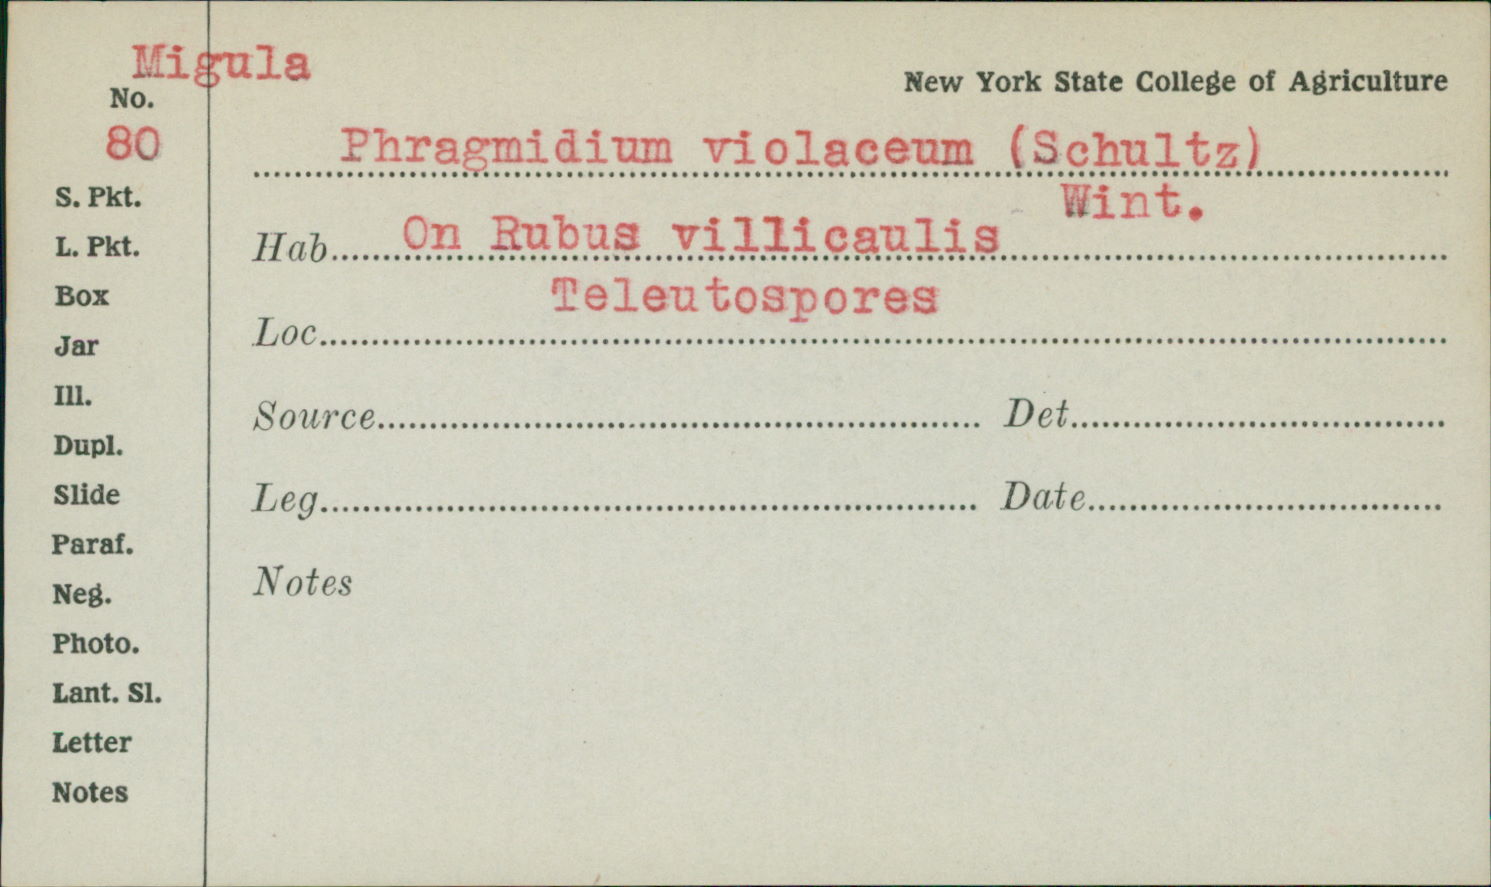 Migula
New York State College of Agriculture
No.
80
Phragmidium violaceum (Schultz)
Wint.
S. Pkt.
Hab. On Rubus villicaulis
L. Pkt.
Teleutospores
Box
Loc.
Jar
Ill.
Source. Det.
Dupl.
Slide
Leg. Date.
Paraf.
Notes
Neg.
Photo.
Lant. Sl.
Letter
Notes